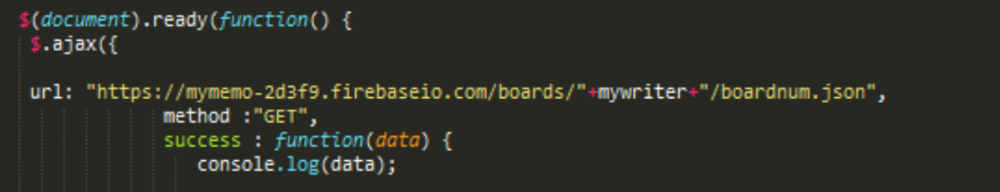 $(document).ready(function() {
$.ajax({
url: "https://mymemo-2d3f9.firebaseio.com/boards/"+mywriter+"/boardnum.json",
method :"GET",
success : function(data) {
console.log(data);